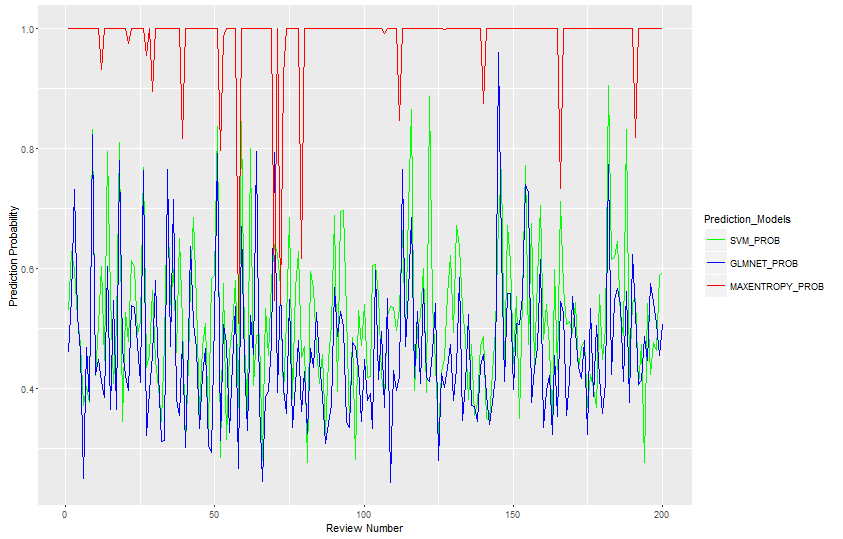 1.0
0.8
0.6
0.4
Prediction Probability
0
50
100
150
200
Review Number
Prediction_Models
SVM_PROB
GLMNET_PROB
MAXENTROPY_PROB